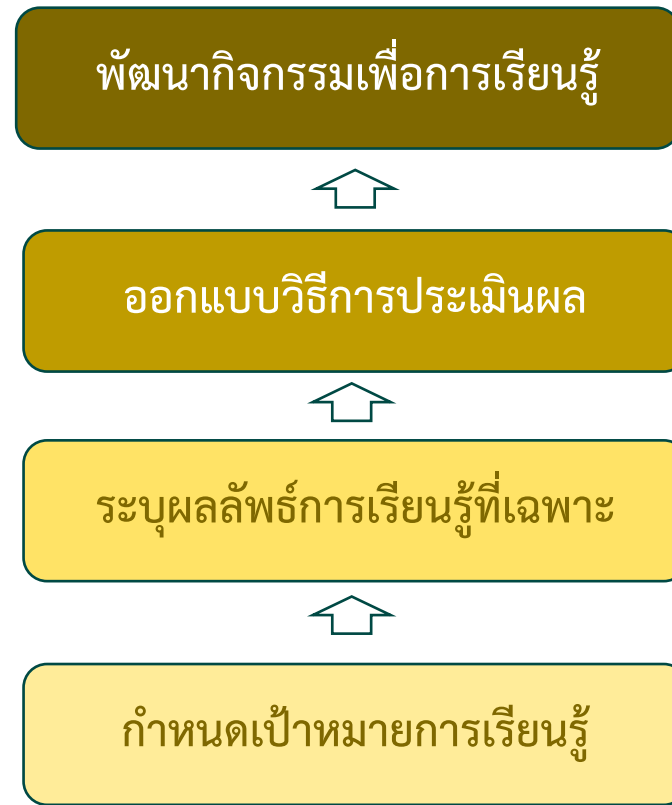 พัฒนากิจกรรมเพื่อการเรียนรู้
ออกแบบวิธีการประเมินผล
ระบุผลลัพธ์การเรียนรู้ที่เฉพาะ
กำหนดเป้าหมายการเรียนรู้